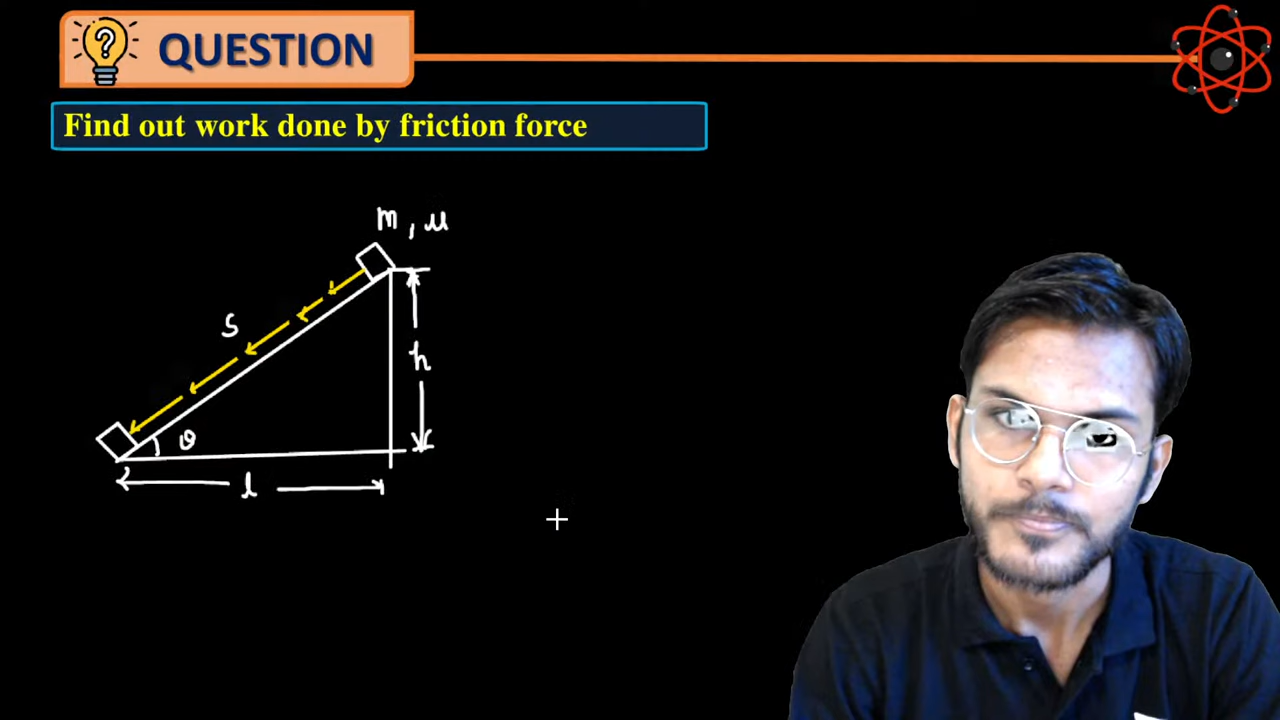 QUESTION
Find out work done by friction force
m, μ
S
h
θ
l